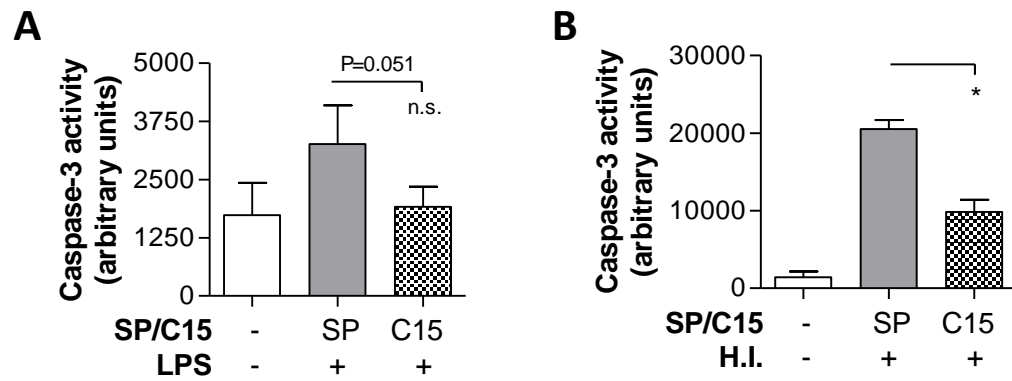 A
Caspase-3 activity
(arbitrary units)
5000
3750
2500
1250
0
P=0.051
n.s.
SP/C15 - SP C15
LPS - + +
B
Caspase-3 activity
(arbitrary units)
30000
20000
10000
0
*
SP/C15 - SP C15
H.I. - + +